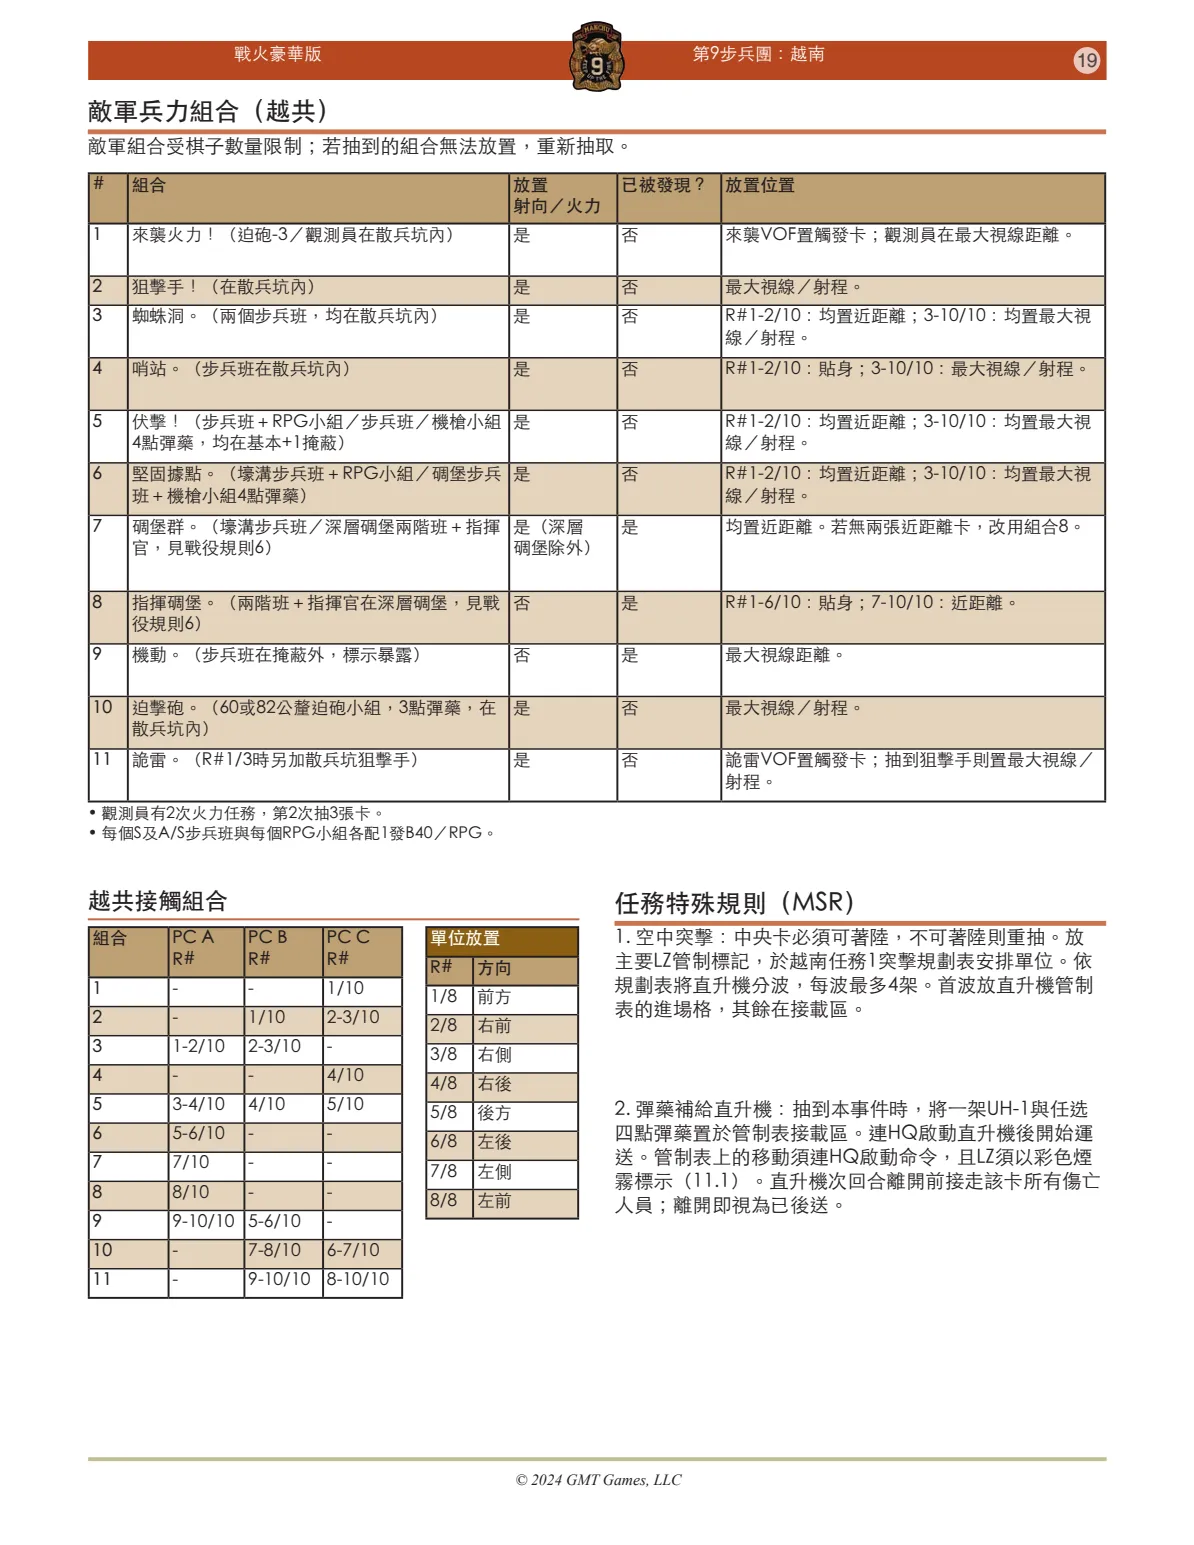 戰火豪華版
MANCHU
9
第9步兵團：越南
19
敵軍兵力組合（越共）
敵軍組合受棋子數量限制；若抽到的組合無法放置，重新抽取。
# 組合 放置 已被發現？ 放置位置
射向／火力
1 來襲火力！（迫砲-3／觀測員在散兵坑內） 是 否 來襲VOF置觸發卡；觀測員在最大視線距離。
2 狙擊手！（在散兵坑內） 是 否 最大視線／射程。
3 蜘蛛洞。（兩個步兵班，均在散兵坑內） 是 否 R#1-2/10：均置近距離；3-10/10：均置最大視
線／射程。
4 哨站。（步兵班在散兵坑內） 是 否 R#1-2/10：貼身；3-10/10：最大視線／射程。
5 伏擊！（步兵班＋RPG小組／步兵班／機槍小組 是 否 R#1-2/10：均置近距離；3-10/10：均置最大視
4點彈藥，均在基本+1掩蔽） 線／射程。
6 堅固據點。（壕溝步兵班＋RPG小組／碉堡步兵 是 否 R#1-2/10：均置近距離；3-10/10：均置最大視
班＋機槍小組4點彈藥） 線／射程。
7 碉堡群。（壕溝步兵班／深層碉堡兩階班＋指揮 是（深層 是 均置近距離。若無兩張近距離卡，改用組合8。
官，見戰役規則6） 碉堡除外）
8 指揮碉堡。（兩階班＋指揮官在深層碉堡，見戰 否 是 R#1-6/10：貼身；7-10/10：近距離。
役規則6）
9 機動。（步兵班在掩蔽外，標示暴露） 否 是 最大視線距離。
10 迫擊砲。（60或82公釐迫砲小組，3點彈藥，在 是 否 最大視線／射程。
散兵坑內）
11 詭雷。（R#1/3時另加散兵坑狙擊手） 是 否 詭雷VOF置觸發卡；抽到狙擊手則置最大視線／
射程。
• 觀測員有2次火力任務，第2次抽3張卡。
• 每個S及A/S步兵班與每個RPG小組各配1發B40／RPG。
越共接觸組合
組合 PC A PC B PC C
R# R# R#
1 - - 1/10
2 - 1/10 2-3/10
3 1-2/10 2-3/10 -
4 - - 4/10
5 3-4/10 4/10 5/10
6 5-6/10 - -
7 7/10 - -
8 8/10 - -
9 9-10/10 5-6/10 -
10 - 7-8/10 6-7/10
11 - 9-10/10 8-10/10
單位放置
R# 方向
1/8 前方
2/8 右前
3/8 右側
4/8 右後
5/8 後方
6/8 左後
7/8 左側
8/8 左前
任務特殊規則（MSR）
1. 空中突擊：中央卡必須可著陸，不可著陸則重抽。放
主要LZ管制標記，於越南任務1突擊規劃表安排單位。依
規劃表將直升機分波，每波最多4架。首波放直升機管制
表的進場格，其餘在接載區。
2. 彈藥補給直升機：抽到本事件時，將一架UH-1與任选
四點彈藥置於管制表接載區。連HQ啟動直升機後開始運
送。管制表上的移動須連HQ啟動命令，且LZ須以彩色煙
霧標示（11.1）。直升機次回合離開前接走該卡所有傷亡
人員；離開即視為已後送。
© 2024 GMT Games, LLC